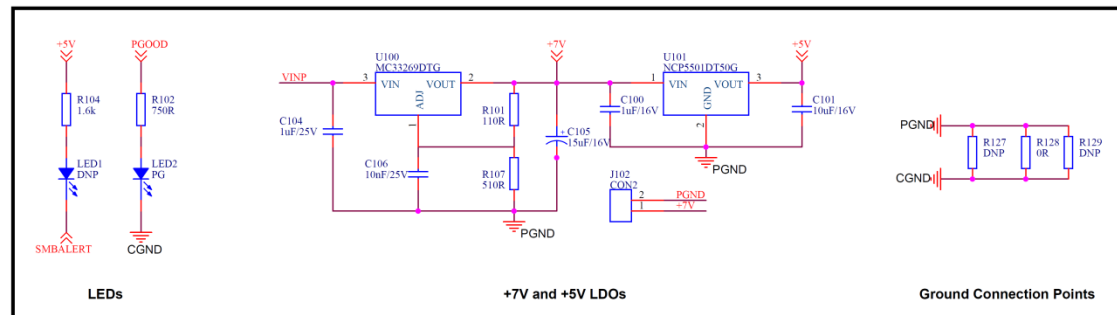 +5V
PGOOD
R104
1.6k
R102
750R
LED1
DNP
LED2
PG
SMBALERT
CGND
LEDs
VINP
U100
MC33269DTG
3
VIN
VOUT
2
ADJ
1
+7V
U101
NCP5501DT50G
1
VIN
VOUT
3
GND
2
+5V
C104
1uF/25V
R101
110R
C105
15uF/16V
+
C100
1uF/16V
C101
10uF/16V
C106
10nF/25V
R107
510R
PGND
PGND
J102
CON2
2
PGND
1
+7V
+7V and +5V LDOs
PGND
CGND
R127
DNP
R128
0R
R129
DNP
Ground Connection Points